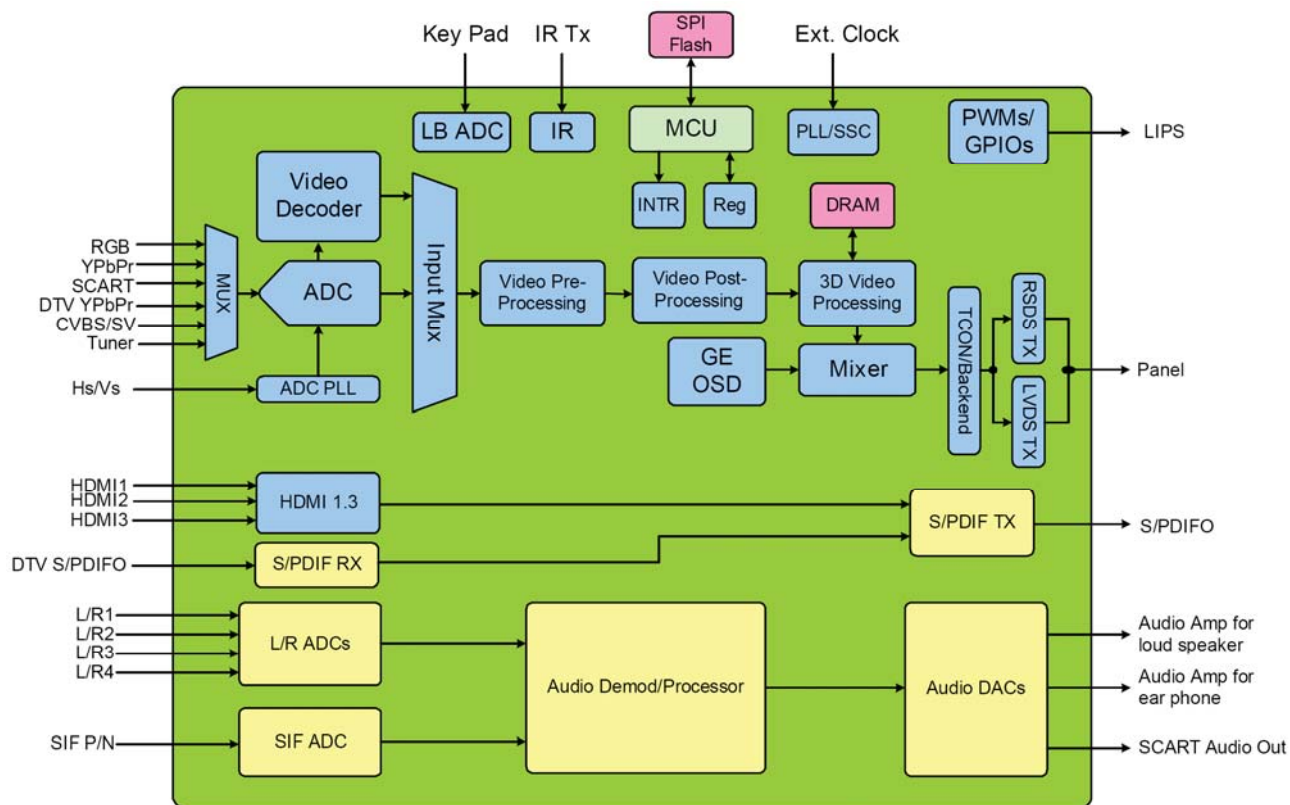 Key Pad
IR Tx
SPI
Flash
Ext. Clock
LB ADC
IR
MCU
PLL/SSC
PWMs/
GPIOs
LIPS
Video
Decoder
INTR
Reg
DRAM
RGB
YPbPr
SCART
DTV YPbPr
CVBS/SV
Tuner
MUX
ADC
Input Mux
Video Pre-
Processing
Video Post-
Processing
3D Video
Processing
TCON/Backend
RSDS TX
LVDS TX
Panel
Hs/Vs
ADC PLL
GE
OSD
Mixer
HDMI1
HDMI2
HDMI3
HDMI 1.3
S/PDIF TX
S/PDIFO
DTV S/PDIFO
S/PDIF RX
L/R1
L/R2
L/R3
L/R4
L/R ADCs
Audio Demod/Processor
Audio DACs
Audio Amp for
loud speaker
Audio Amp for
ear phone
SIF P/N
SIF ADC
SCART Audio Out